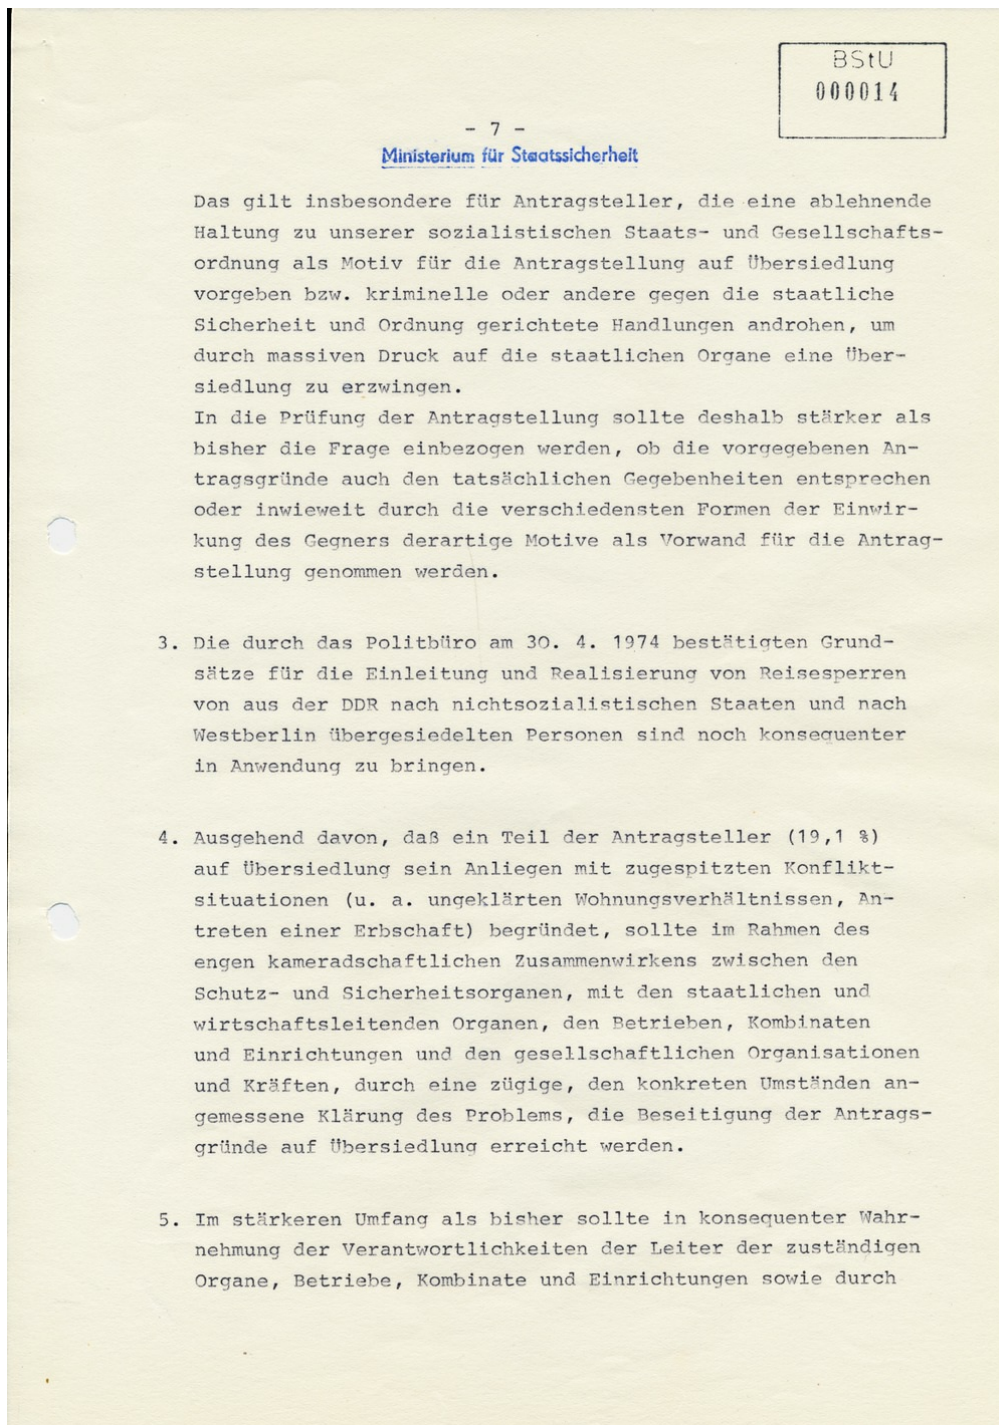 BStU
000014
- 7 -
Ministerium für Staatssicherheit
Das gilt insbesondere für Antragsteller, die eine ablehnende
Haltung zu unserer sozialistischen Staats- und Gesellschafts-
ordnung als Motiv für die Antragstellung auf Übersiedlung
vorgeben bzw. kriminelle oder andere gegen die staatliche
Sicherheit und Ordnung gerichtete Handlungen androhen, um
durch massiven Druck auf die staatlichen Organe eine Über-
siedlung zu erzwingen.
In die Prüfung der Antragstellung sollte deshalb stärker als
bisher die Frage einbezogen werden, ob die vorgegebenen An-
tragsgründe auch den tatsächlichen Gegebenheiten entsprechen
oder inwieweit durch die verschiedensten Formen der Einwir-
kung des Gegners derartige Motive als Vorwand für die Antrag-
stellung genommen werden.
3. Die durch das Politbüro am 30. 4. 1974 bestätigten Grund-
sätze für die Einleitung und Realisierung von Reisesperren
von aus der DDR nach nichtsozialistischen Staaten und nach
Westberlin übergesiedelten Personen sind noch konsequenter
in Anwendung zu bringen.
4. Ausgehend davon, daß ein Teil der Antragsteller (19,1 %)
auf Übersiedlung sein Anliegen mit zugespitzten Konflikt-
situationen (u. a. ungeklärten Wohnungsverhältnissen, An-
treten einer Erbschaft) begründet, sollte im Rahmen des
engen kameradschaftlichen Zusammenwirkens zwischen den
Schutz- und Sicherheitsorganen, mit den staatlichen und
wirtschaftsleitenden Organen, den Betrieben, Kombinaten
und Einrichtungen und den gesellschaftlichen Organisationen
und Kräften, durch eine zügige, den konkreten Umständen an-
gemessene Klärung des Problems, die Beseitigung der Antrags-
gründe auf Übersiedlung erreicht werden.
5. Im stärkeren Umfang als bisher sollte in konsequenter Wahr-
nehmung der Verantwortlichkeiten der Leiter der zuständigen
Organe, Betriebe, Kombinate und Einrichtungen sowie durch